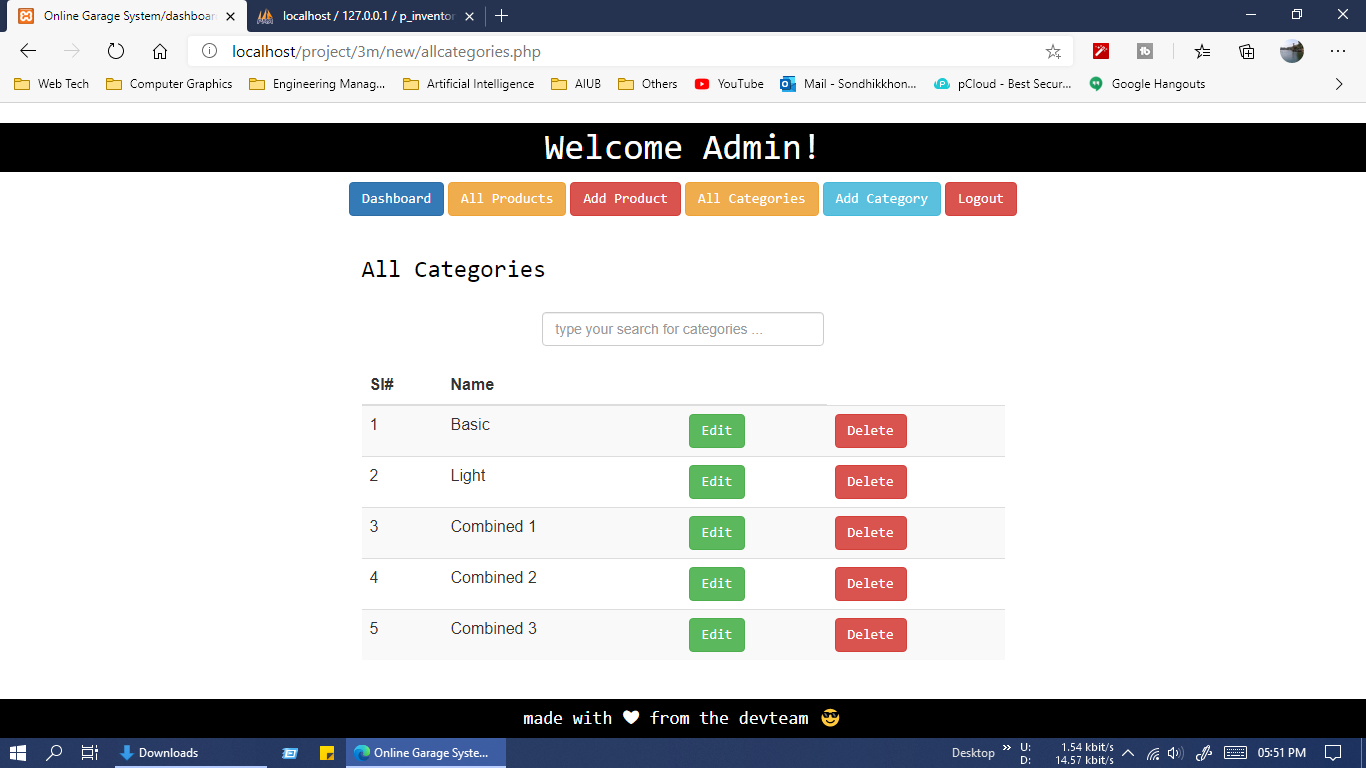 Online Garage System/dashboar
localhost / 127.0.0.1 / p_inventor
localhost/project/3m/new/allcategories.php
Web Tech
Computer Graphics
Engineering Manag...
Artificial Intelligence
AIUB
Others
YouTube
Mail - Sondhikkhon...
pCloud - Best Secur...
Google Hangouts
Welcome Admin!
Dashboard
All Products
Add Product
All Categories
Add Category
Logout
All Categories
type your search for categories ...
Sl# Name
1 Basic Edit Delete
2 Light Edit Delete
3 Combined 1 Edit Delete
4 Combined 2 Edit Delete
5 Combined 3 Edit Delete
made with 🤍 from the devteam 😎
Downloads
Online Garage Syste...
Desktop
U: 1.54 kbit/s
D: 14.57 kbit/s
05:51 PM